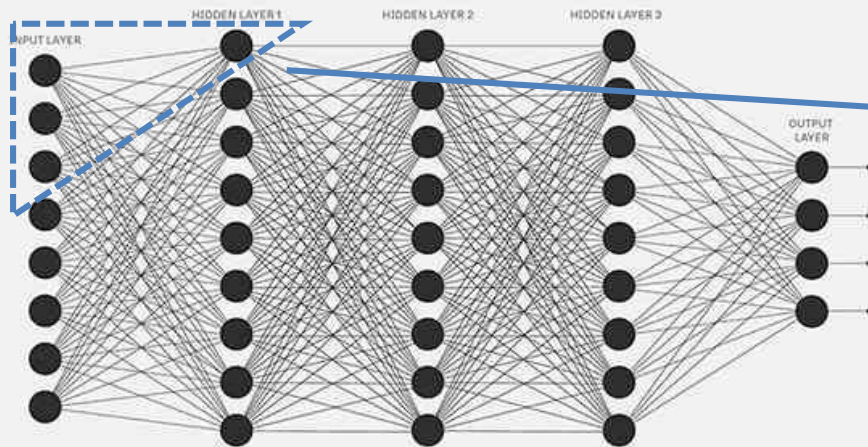 INPUT LAYER
HIDDEN LAYER 1
HIDDEN LAYER 2
HIDDEN LAYER 3
OUTPUT
LAYER